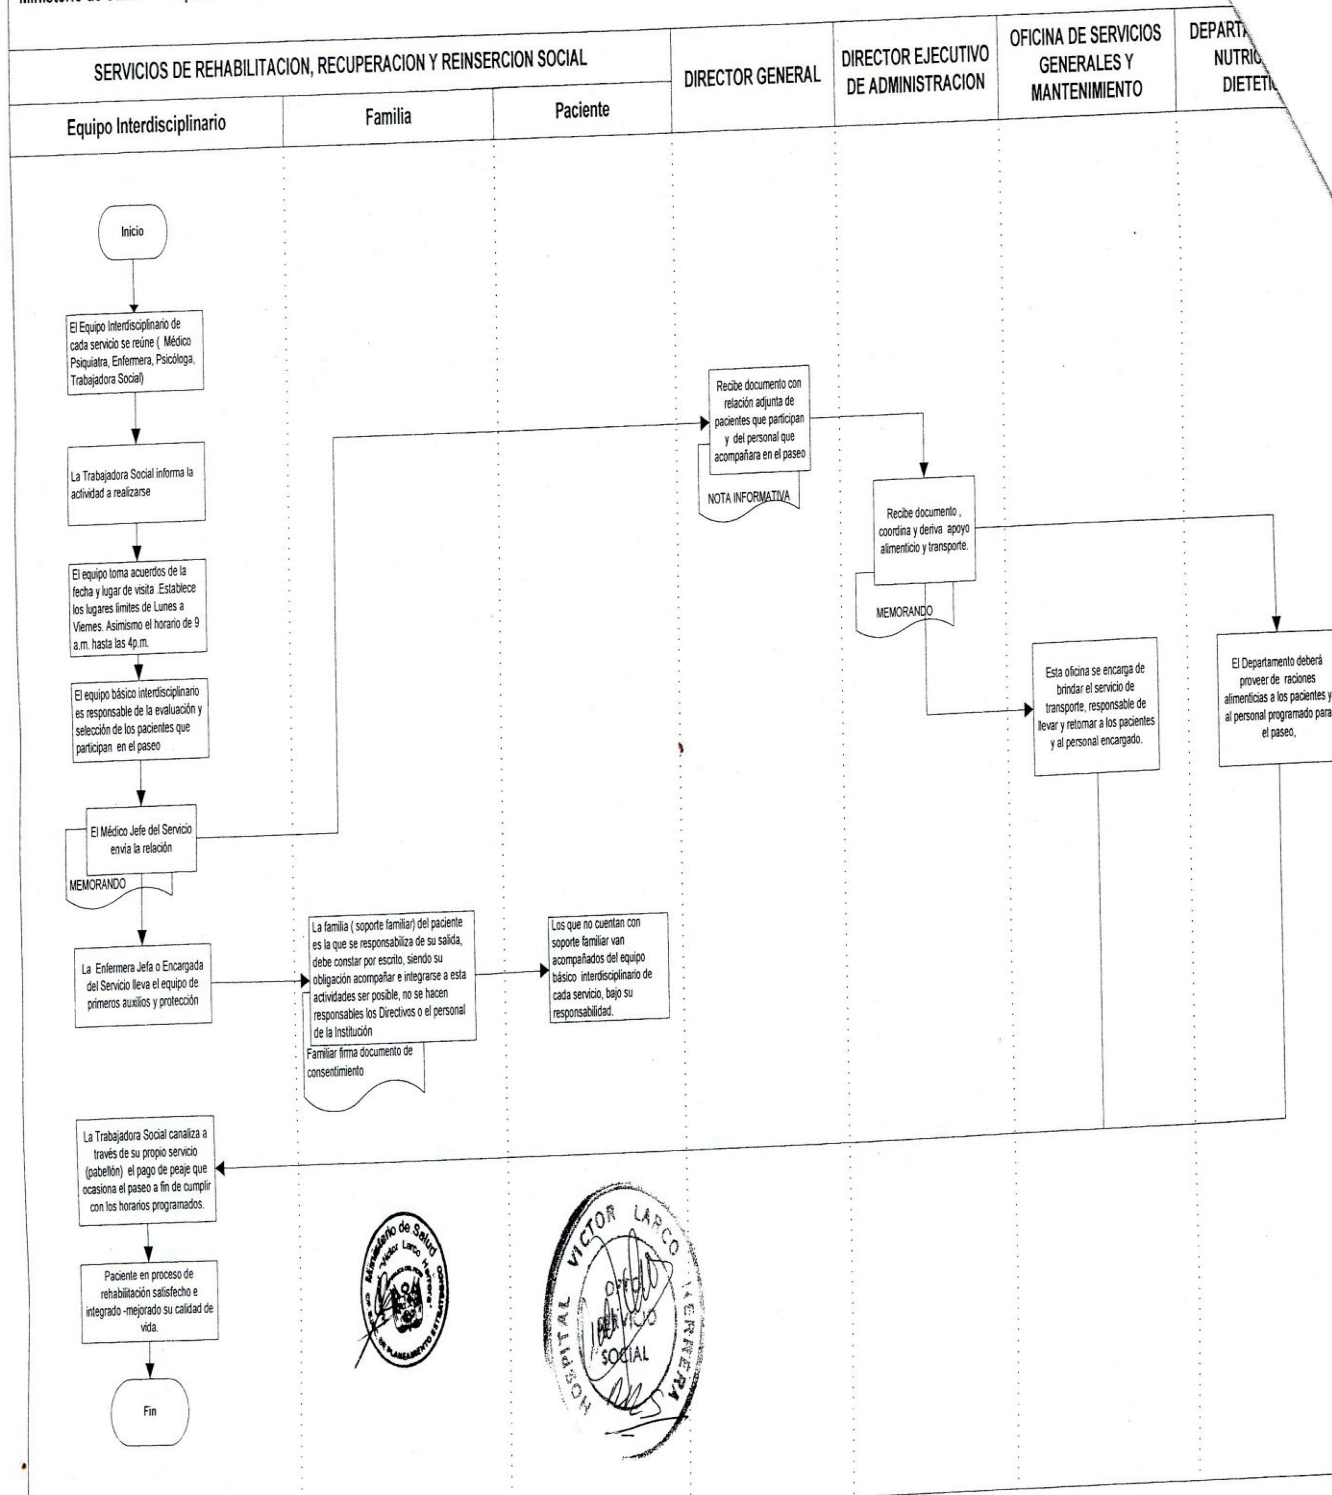 SERVICIOS DE REHABILITACION, RECUPERACION Y REINSERCION SOCIAL
DIRECTOR GENERAL
DIRECTOR EJECUTIVO
DE ADMINISTRACION
OFICINA DE SERVICIOS
GENERALES Y
MANTENIMIENTO
Equipo Interdisciplinario
Familia
Paciente
Inicio
El Equipo Interdisciplinario de
cada servicio se reúne ( Médico
Psiquiatra, Enfermera, Psicóloga,
Trabajadora Social)
La Trabajadora Social informa la
actividad a realizarse
El equipo toma acuerdos de la
fecha y lugar de visita .Establece
los lugares limites de Lunes a
Viernes. Asimismo el horario de 9
a.m. hasta las 4p.m.
El equipo básico interdisciplinario
es responsable de la evaluación y
selección de los pacientes que
participan en el paseo
El Médico Jefe del Servicio
envía la relación
MEMORANDO
Recibe documento con
relación adjunta de
pacientes que participan
y del personal que
acompañara en el paseo
NOTA INFORMATIVA
Recibe documento ,
coordina y deriva apoyo
alimenticio y transporte.
MEMORANDO
Esta oficina se encarga de
brindar el servicio de
transporte, responsable de
llevar y retornar a los pacientes
y al personal encargado.
El Departamento deberá
proveer de raciones
alimenticias a los pacientes y
al personal programado para
el paseo,
La Enfermera Jefa o Encargada
del Servicio lleva el equipo de
primeros auxilios y protección
La familia ( soporte familiar) del paciente
es la que se responsabiliza de su salida,
debe constar por escrito, siendo su
obligación acompañar e integrarse a esta
actividades ser posible, no se hacen
responsables los Directivos o el personal
de la Institución
Familiar firma documento de
consentimiento
Los que no cuentan con
soporte familiar van
acompañados del equipo
básico interdisciplinario de
cada servicio, bajo su
responsabilidad.
La Trabajadora Social canaliza a
través de su propio servicio
(pabellón) el pago de peaje que
ocasiona el paseo a fin de cumplir
con los horarios programados.
Paciente en proceso de
rehabilitación satisfecho e
integrado -mejorado su calidad de
vida.
Fin
Ministerio de Salud
"Víctor Larco Herrera"
HOSPITAL VICTOR LARCO HERRERA
SOCIAL